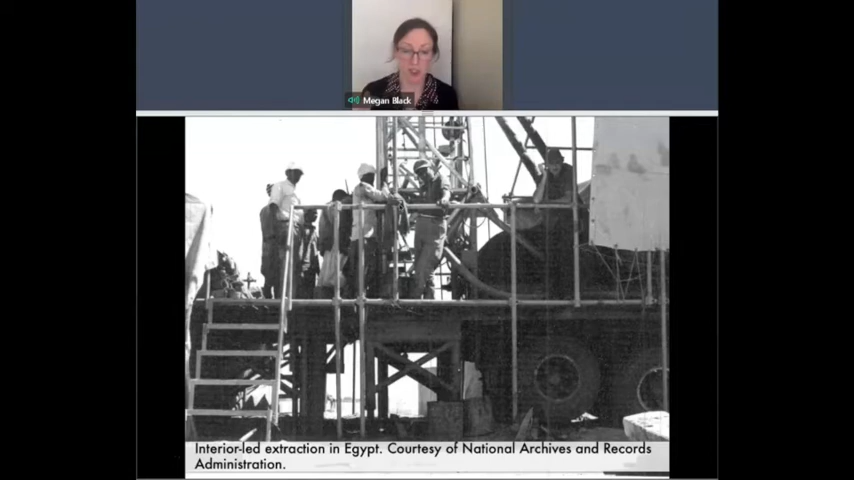 Megan Black
Interior-led extraction in Egypt. Courtesy of National Archives and Records
Administration.